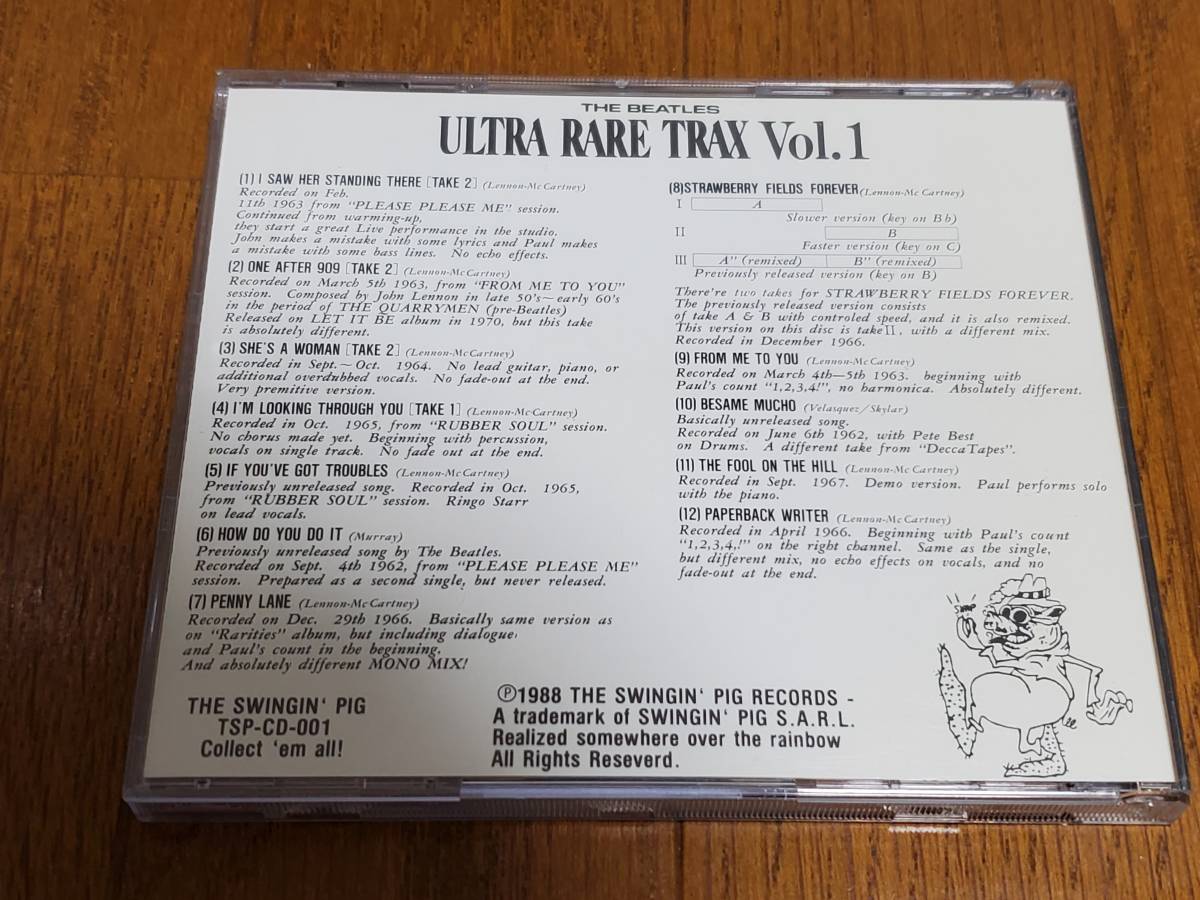 THE BEATLES
ULTRA RARE TRAX Vol.1
(1) I SAW HER STANDING THERE [TAKE 2] (Lennon-McCartney)
Recorded on Feb.
11th 1963 from "PLEASE PLEASE ME" session.
Continued from warming-up,
they start a great Live performance in the studio.
John makes a mistake with some lyrics and Paul makes
a mistake with some bass lines. No echo effects.
(2) ONE AFTER 909 [TAKE 2] (Lennon-McCartney)
Recorded on March 5th 1963, from "FROM ME TO YOU"
session. Composed by John Lennon in late 50's~early 60's
in the period of THE QUARRYMEN (pre-Beatles)
Released on LET IT BE album in 1970, but this take
is absolutely different.
(3) SHE'S A WOMAN [TAKE 2] (Lennon-McCartney)
Recorded in Sept.~Oct. 1964. No lead guitar, piano, or
additional overdubbed vocals. No fade-out at the end.
Very premitive version.
(4) I'M LOOKING THROUGH YOU [TAKE 1] (Lennon-McCartney)
Recorded in Oct. 1965, from "RUBBER SOUL" session.
No chorus made yet. Beginning with percussion,
vocals on single track. No fade out at the end.
(5) IF YOU'VE GOT TROUBLES (Lennon-McCartney)
Previously unreleased song. Recorded in Oct. 1965,
from "RUBBER SOUL" session. Ringo Starr
on lead vocals.
(6) HOW DO YOU DO IT (Murray)
Previously unreleased song by The Beatles.
Recorded on Sept. 4th 1962, from "PLEASE PLEASE ME"
session. Prepared as a second single, but never released.
(7) PENNY LANE (Lennon-McCartney)
Recorded on Dec. 29th 1966. Basically same version as
on "Rarities" album, but including dialogue,
and Paul's count in the beginning.
And absolutely different MONO MIX!
(8)STRAWBERRY FIELDS FOREVER(Lennon-McCartney)
I A
Slower version (key on Bb)
II B
Faster version (key on C)
III A" (remixed) B" (remixed)
Previously released version (key on B)
There're two takes for STRAWBERRY FIELDS FOREVER.
The previously released version consists
of take A & B with controled speed, and it is also remixed.
This version on this disc is takeII, with a different mix.
Recorded in December 1966.
(9) FROM ME TO YOU (Lennon-McCartney)
Recorded on March 4th—5th 1963. beginning with
Paul's count "1,2,3,4!", no harmonica. Absolutely different.
(10) BESAME MUCHO (Velasquez/Skylar)
Basically unreleased song.
Recorded on June 6th 1962, with Pete Best
on Drums. A different take from "Decca Tapes".
(11) THE FOOL ON THE HILL (Lennon-McCartney)
Recorded in Sept. 1967. Demo version. Paul performs solo
with the piano.
(12) PAPERBACK WRITER (Lennon-McCartney)
Recorded in April 1966. Beginning with Paul's count
"1,2,3,4,!" on the right channel. Same as the single,
but different mix, no echo effects on vocals, and no
fade-out at the end.
THE SWINGIN' PIG
TSP-CD-001
Collect 'em all!
Ⓟ1988 THE SWINGIN' PIG RECORDS -
A trademark of SWINGIN' PIG S.A.R.L.
Realized somewhere over the rainbow
All Rights Reseverd.